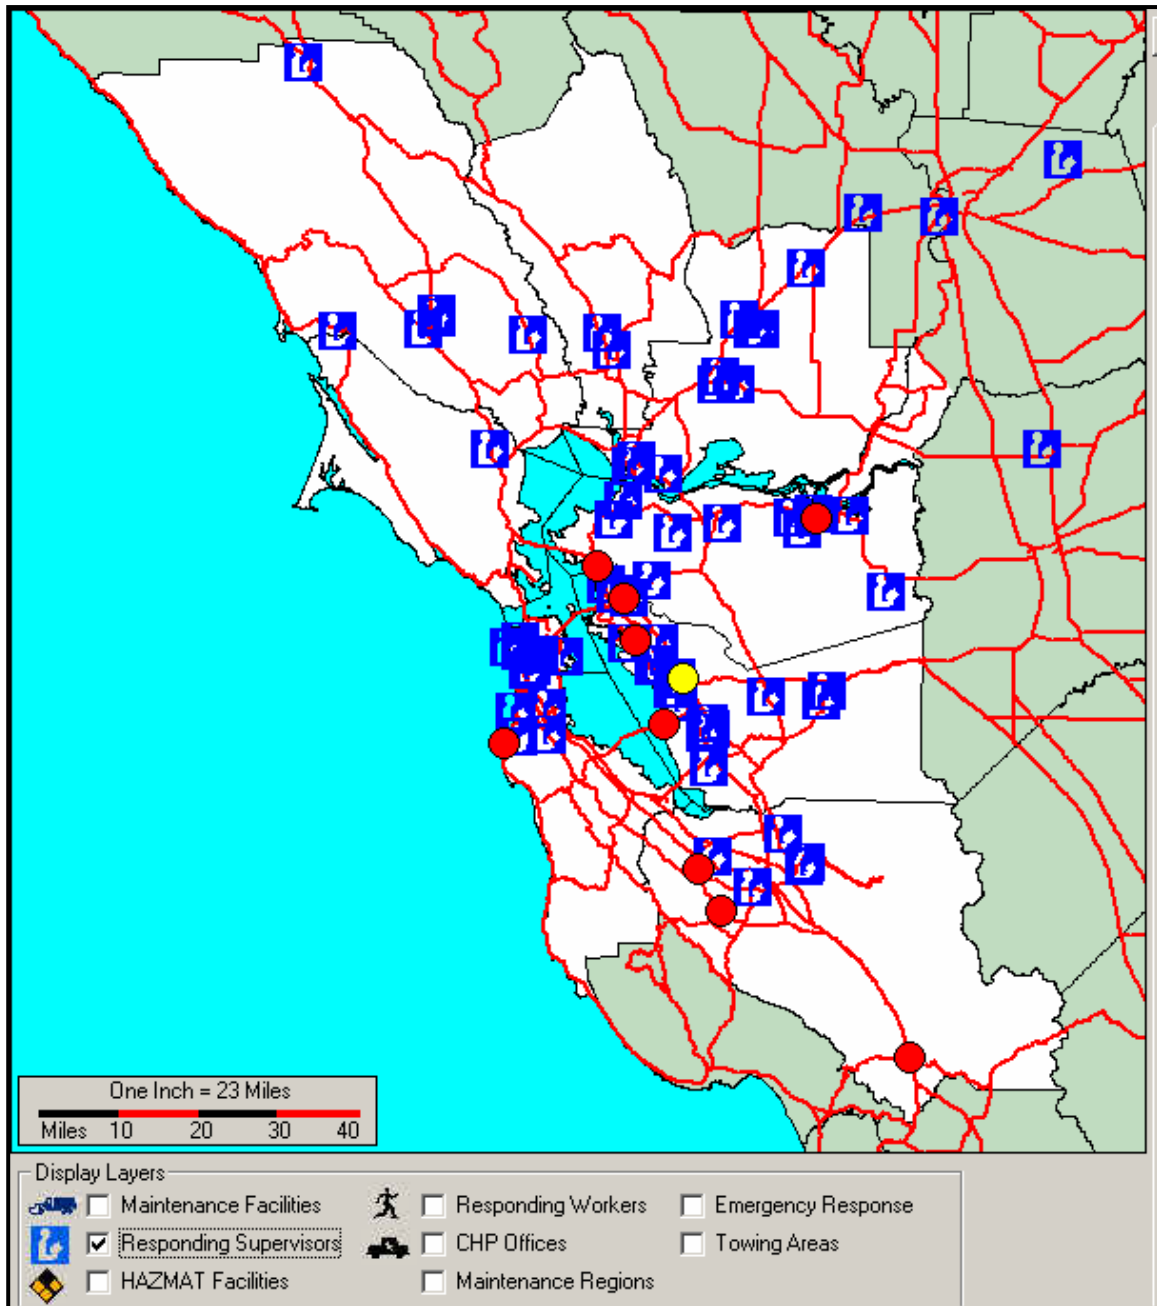 One Inch = 23 Miles
Miles 10 20 30 40
Display Layers
Maintenance Facilities Responding Workers Emergency Response
Responding Supervisors CHP Offices Towing Areas
HAZMAT Facilities Maintenance Regions